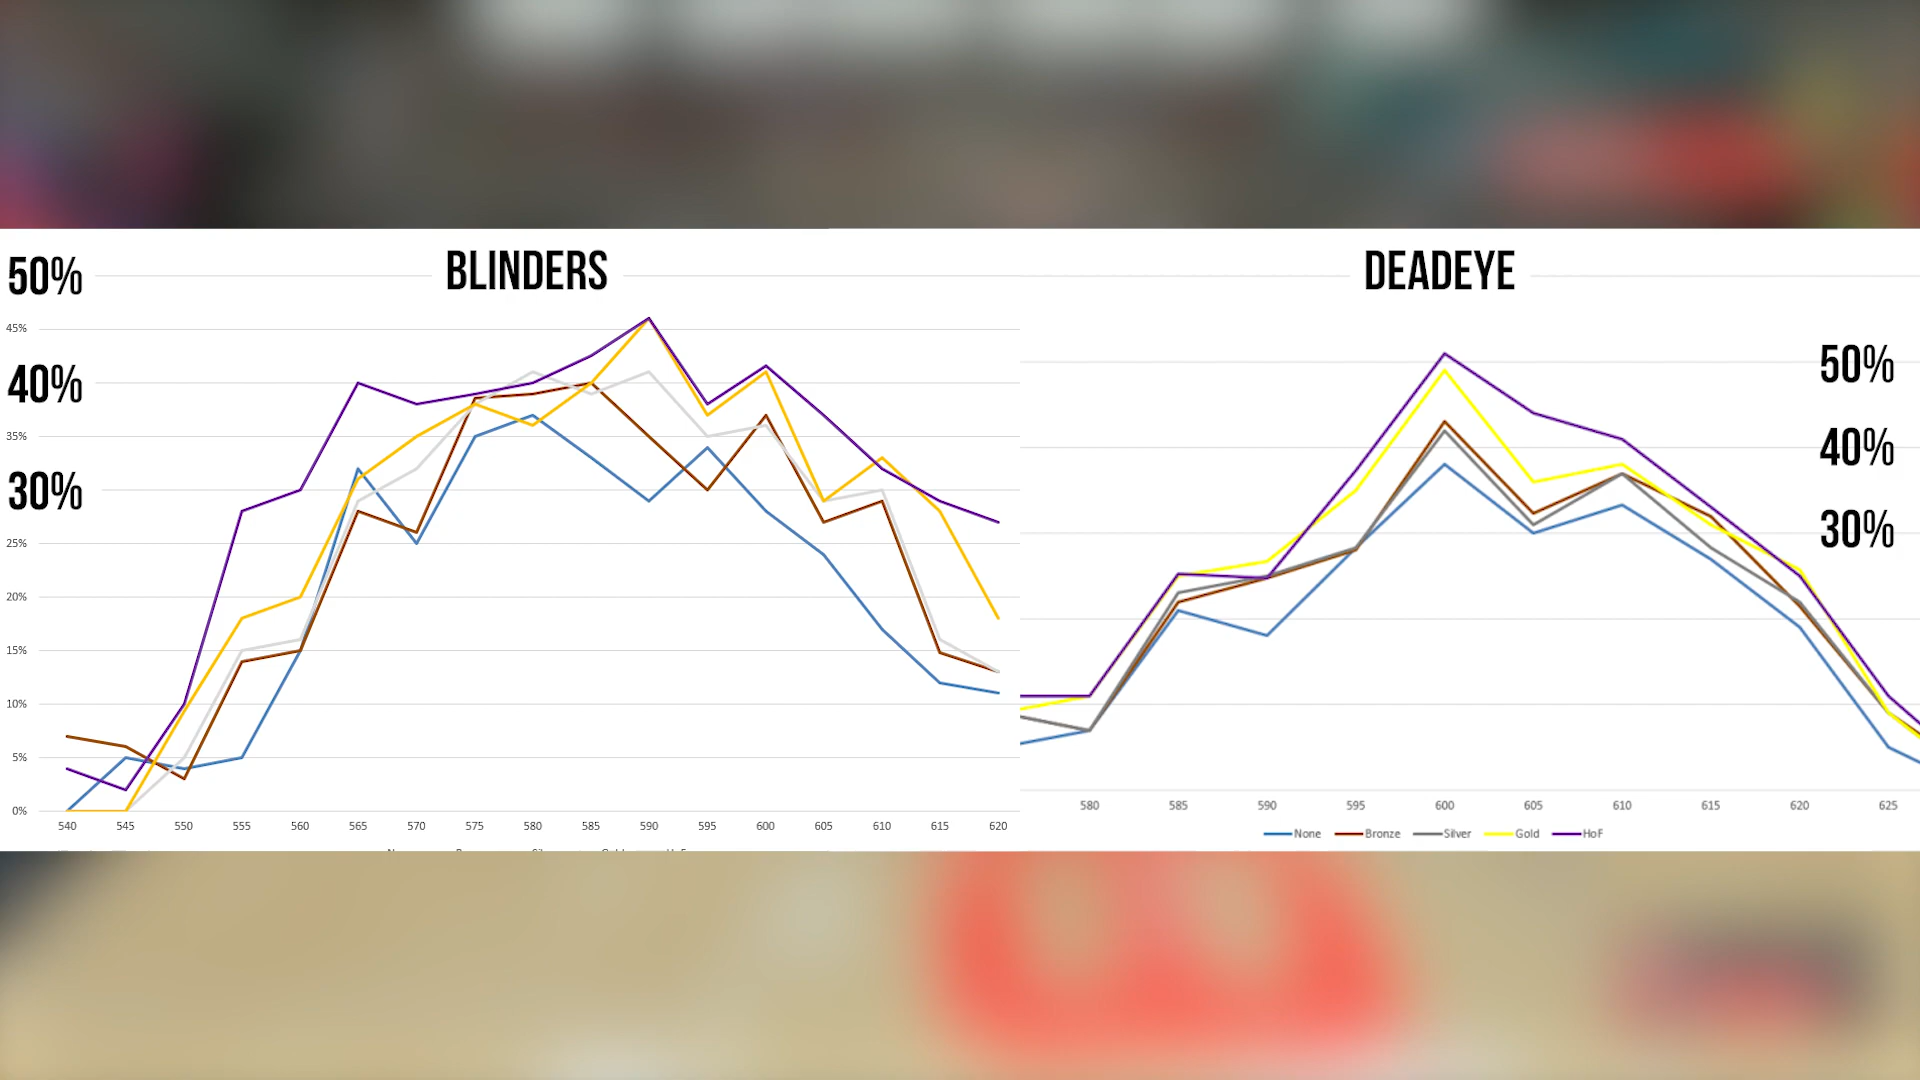 BLINDERS
50%
45%
40%
35%
30%
25%
20%
15%
10%
5%
0%
540 545 550 555 560 565 570 575 580 585 590 595 600 605 610 615 620
DEADEYE
50%
40%
30%
580 585 590 595 600 605 610 615 620 625
None Bronze Silver Gold HoF